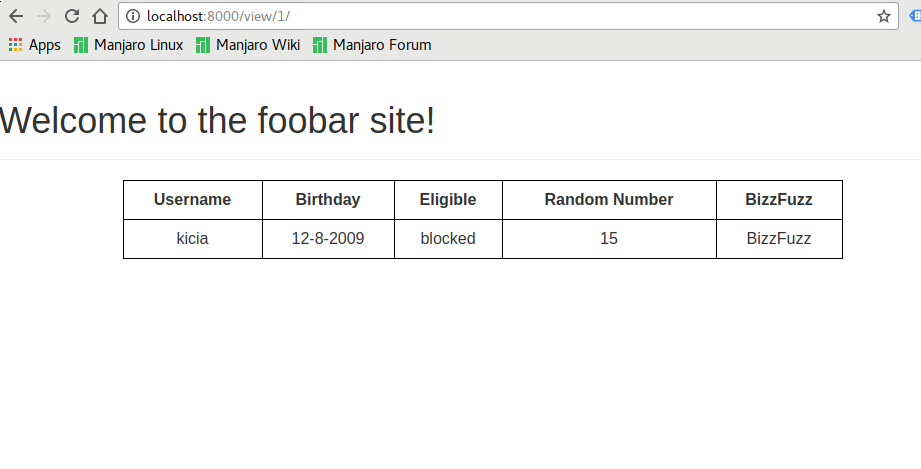 localhost:8000/view/1/
Apps Manjaro Linux Manjaro Wiki Manjaro Forum
Welcome to the foobar site!
Username Birthday Eligible Random Number BizzFuzz
kicia 12-8-2009 blocked 15 BizzFuzz